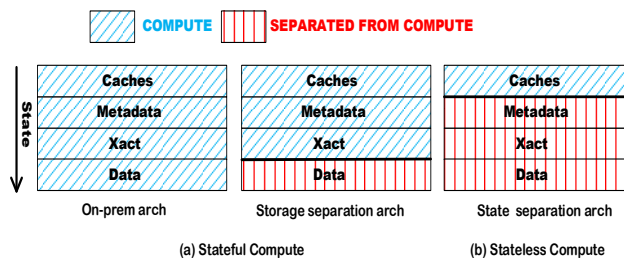 COMPUTE
SEPARATED FROM COMPUTE
State
Caches
Metadata
Xact
Data
On-prem arch
Caches
Metadata
Xact
Data
Storage separation arch
(a) Stateful Compute
Caches
Metadata
Xact
Data
State separation arch
(b) Stateless Compute